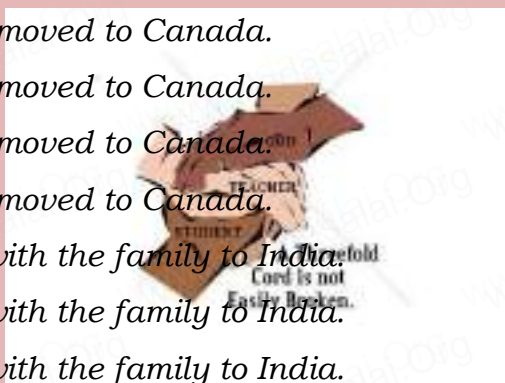 moved to Canada.
moved to Canada.
moved to Canada.
TEACHER
moved to Canada.
STUDENT
with the family to India.
Cord is not
with the family to India.
Easily Broken.
with the family to India.